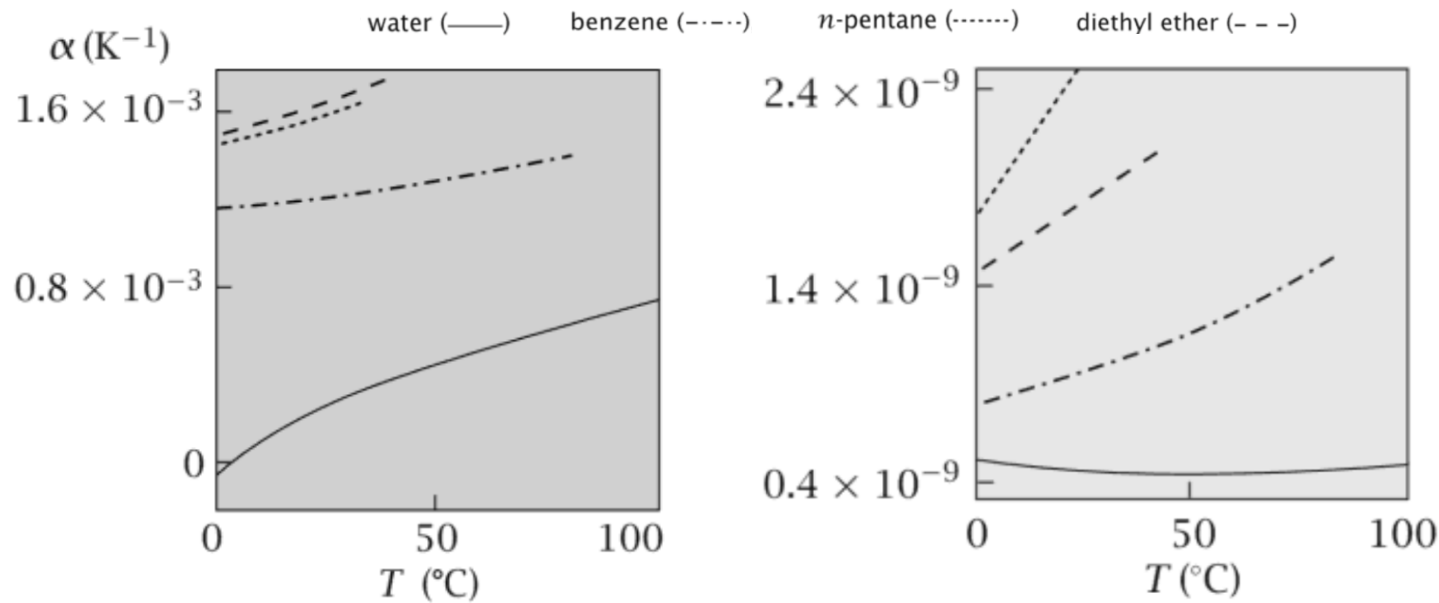 water (——) benzene (–·–·–··) n-pentane (·······) diethyl ether (– – –)
α (K⁻¹)
1.6 × 10⁻³
0.8 × 10⁻³
0
0 50 100
T (°C)
2.4 × 10⁻⁹
1.4 × 10⁻⁹
0.4 × 10⁻⁹
0 50 100
T (°C)